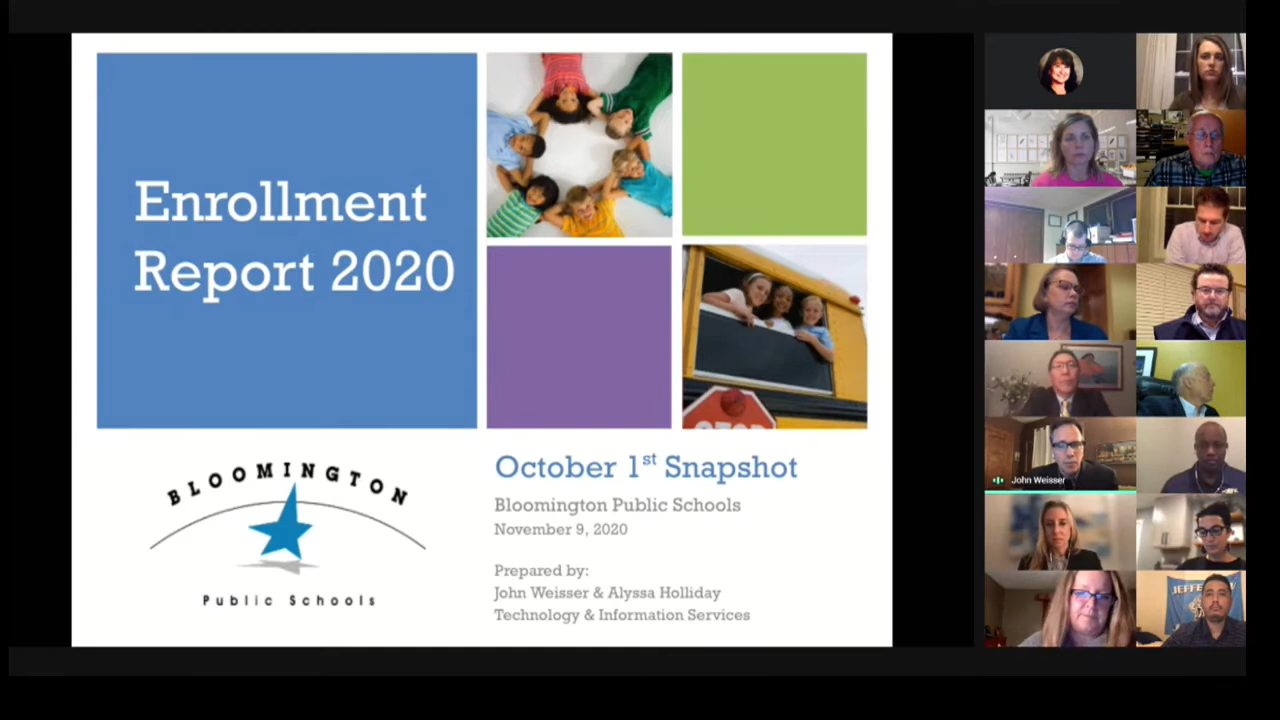 Enrollment
Report 2020
BLOOMINGTON
Public Schools
October 1st Snapshot
Bloomington Public Schools
November 9, 2020
Prepared by:
John Weisser & Alyssa Holliday
Technology & Information Services
STOP
John Weisser